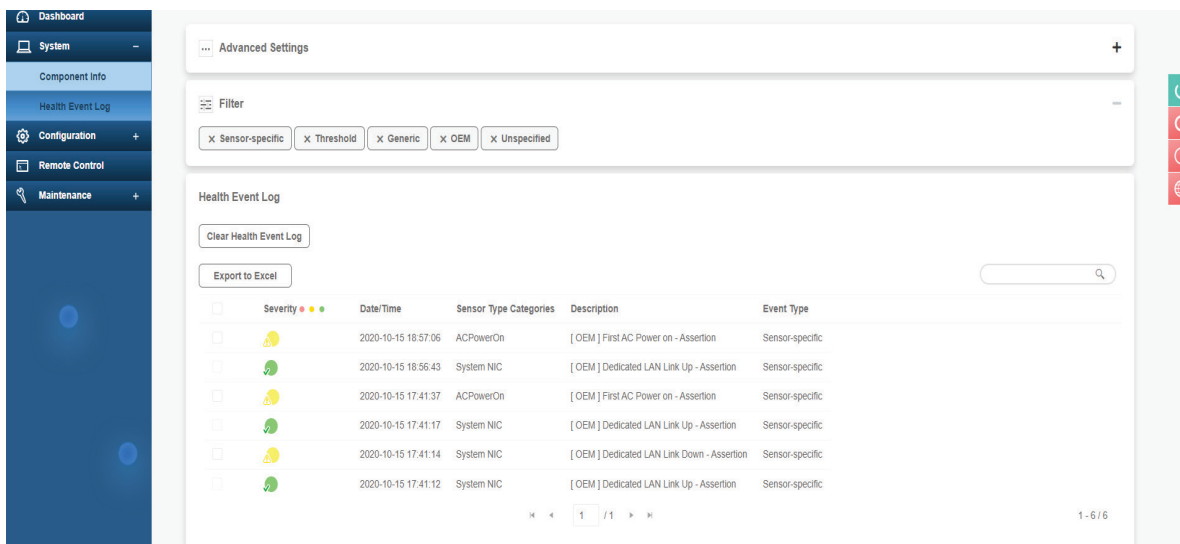 Dashboard
System –
Component Info
Health Event Log
Configuration +
Remote Control
Maintenance +
... Advanced Settings +
Filter –
x Sensor-specific x Threshold x Generic x OEM x Unspecified
Health Event Log
Clear Health Event Log
Export to Excel
Severity Date/Time Sensor Type Categories Description Event Type
2020-10-15 18:57:06 ACPowerOn [ OEM ] First AC Power on - Assertion Sensor-specific
2020-10-15 18:56:43 System NIC [ OEM ] Dedicated LAN Link Up - Assertion Sensor-specific
2020-10-15 17:41:37 ACPowerOn [ OEM ] First AC Power on - Assertion Sensor-specific
2020-10-15 17:41:17 System NIC [ OEM ] Dedicated LAN Link Up - Assertion Sensor-specific
2020-10-15 17:41:14 System NIC [ OEM ] Dedicated LAN Link Down - Assertion Sensor-specific
2020-10-15 17:41:12 System NIC [ OEM ] Dedicated LAN Link Up - Assertion Sensor-specific
1 / 1
1 - 6 / 6